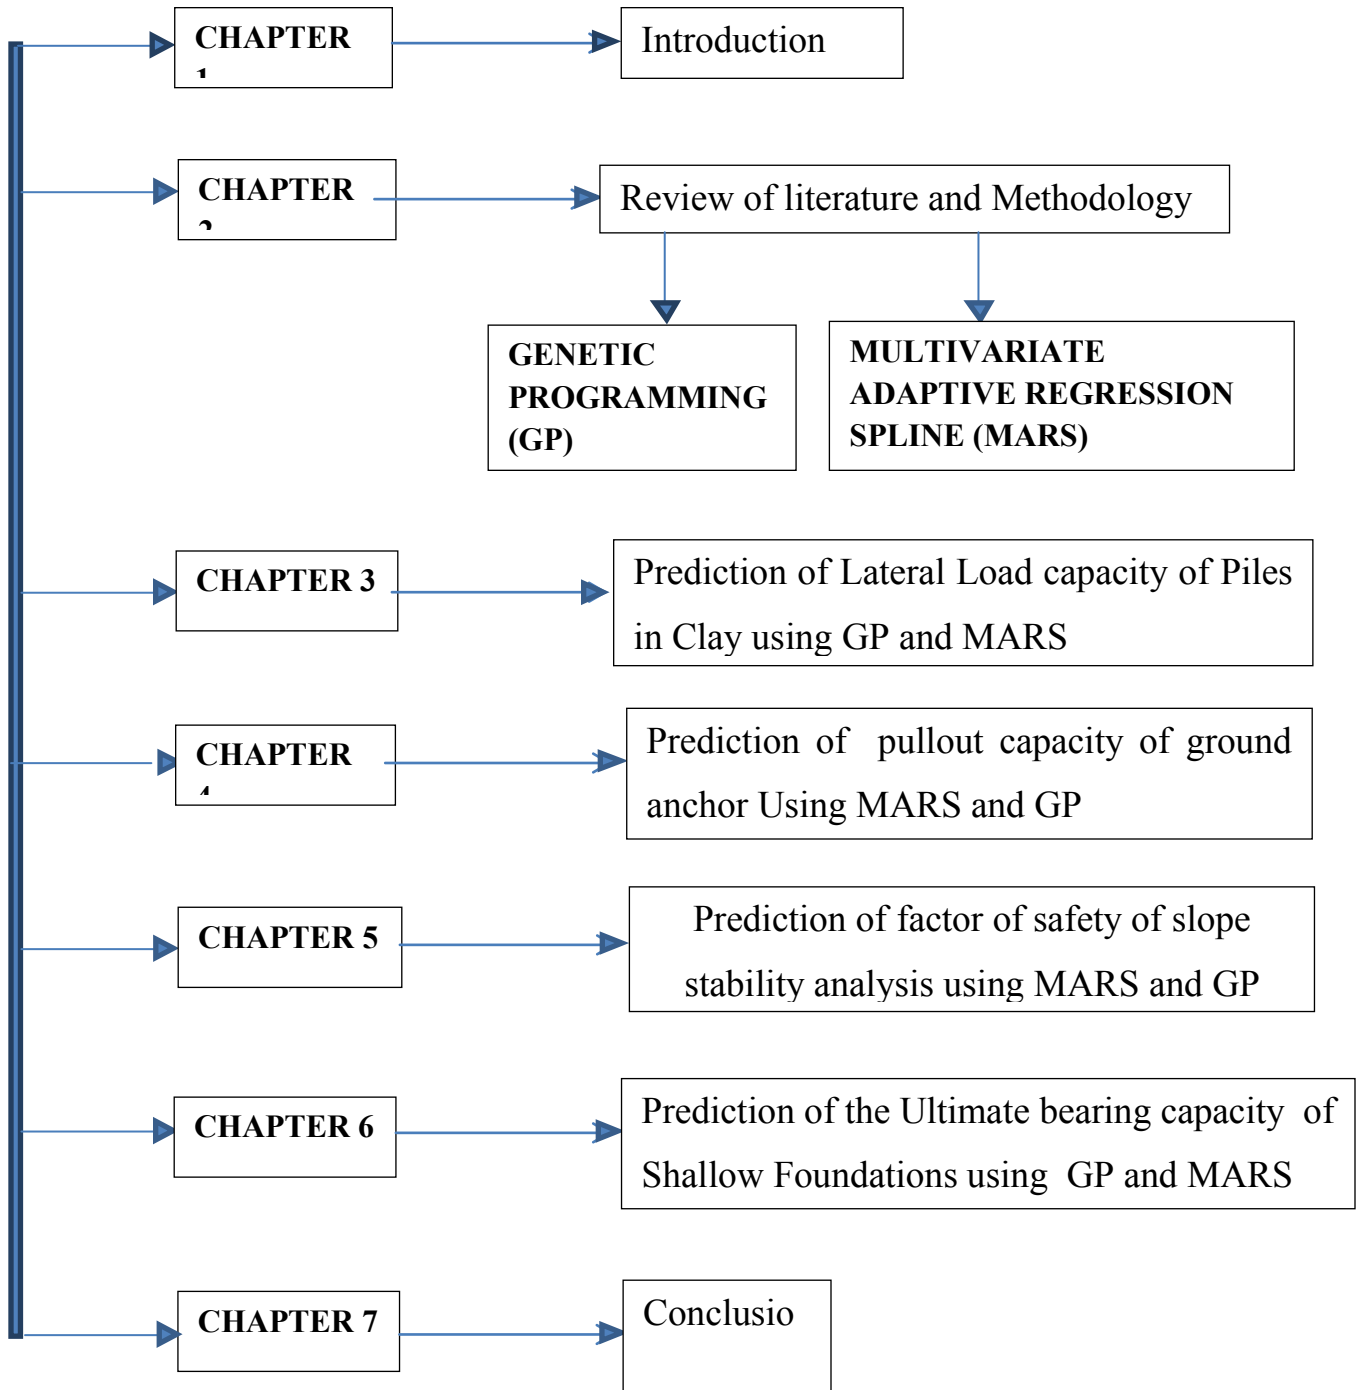 CHAPTER
1
Introduction
CHAPTER
2
Review of literature and Methodology
GENETIC
PROGRAMMING
(GP)
MULTIVARIATE
ADAPTIVE REGRESSION
SPLINE (MARS)
CHAPTER 3
Prediction of Lateral Load capacity of Piles
in Clay using GP and MARS
CHAPTER
4
Prediction of pullout capacity of ground
anchor Using MARS and GP
CHAPTER 5
Prediction of factor of safety of slope
stability analysis using MARS and GP
CHAPTER 6
Prediction of the Ultimate bearing capacity of
Shallow Foundations using GP and MARS
CHAPTER 7
Conclusio